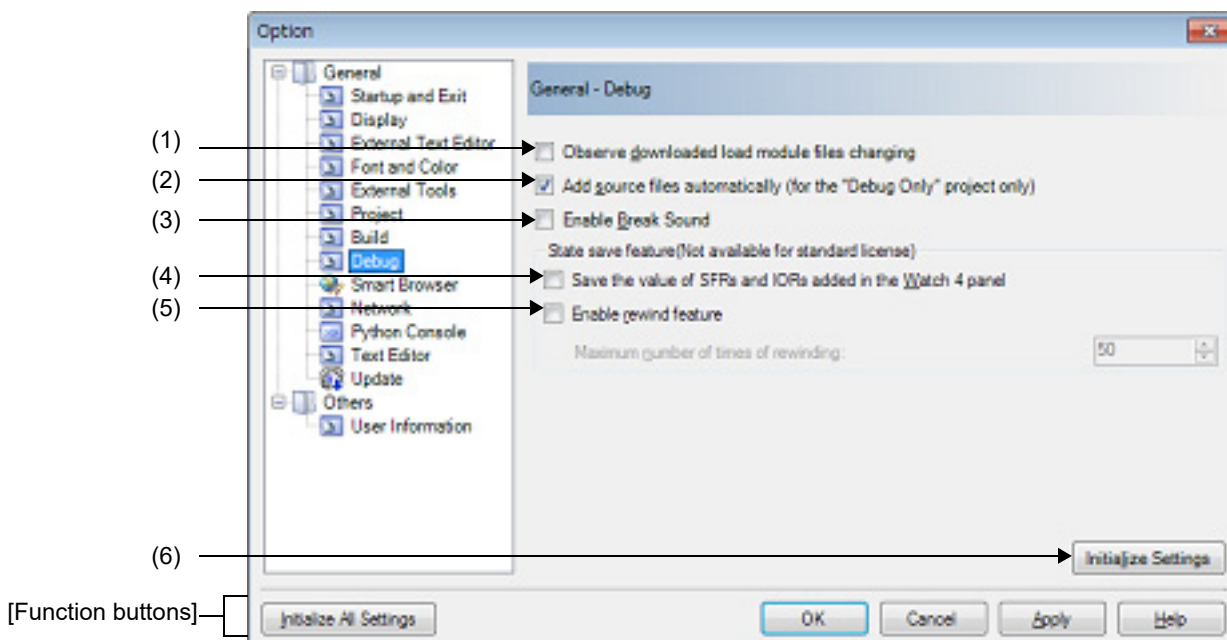 Option
General
Startup and Exit
Display
External Text Editor
Font and Color
External Tools
Project
Build
Debug
Smart Browser
Network
Python Console
Text Editor
Update
Others
User Information
General - Debug
(1)
Observe downloaded load module files changing
(2)
Add source files automatically (for the "Debug Only" project only)
(3)
Enable Break Sound
State save feature(Not available for standard license)
(4)
Save the value of SFRs and IORs added in the Watch 4 panel
(5)
Enable rewind feature
Maximum number of times of rewinding:
50
(6)
Initialize Settings
[Function buttons]
Initialize All Settings
OK
Cancel
Apply
Help